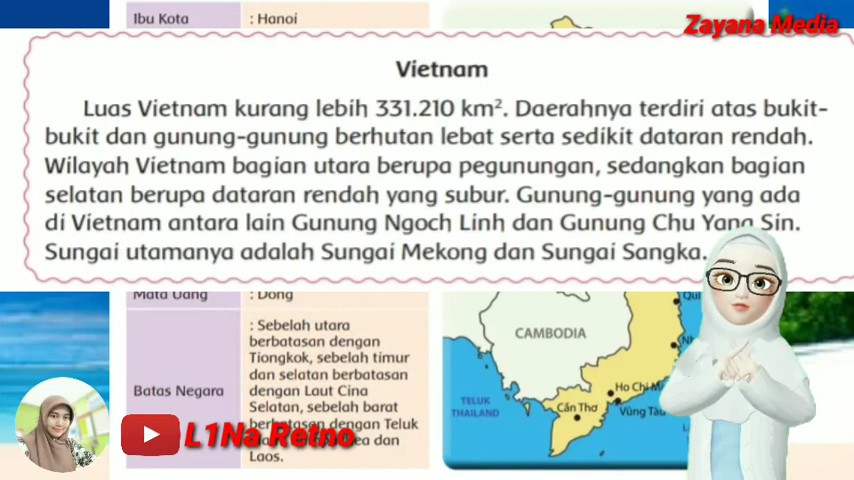 Ibu Kota : Hanoi
Zayana Media
Vietnam
Luas Vietnam kurang lebih 331.210 km². Daerahnya terdiri atas bukit-
bukit dan gunung-gunung berhutan lebat serta sedikit dataran rendah.
Wilayah Vietnam bagian utara berupa pegunungan, sedangkan bagian
selatan berupa dataran rendah yang subur. Gunung-gunung yang ada
di Vietnam antara lain Gunung Ngoch Linh dan Gunung Chu Yang Sin.
Sungai utamanya adalah Sungai Mekong dan Sungai Sangka.
Mata Uang : Dong
Batas Negara
: Sebelah utara
berbatasan dengan
Tiongkok, sebelah timur
dan selatan berbatasan
dengan Laut Cina
Selatan, sebelah barat
berbatasan dengan Teluk
dan
Laos.
L1Na Retno
CAMBODIA
TELUK
THAILAND
Ho Chi Mi
Cần Thơ
Vũng Tàu